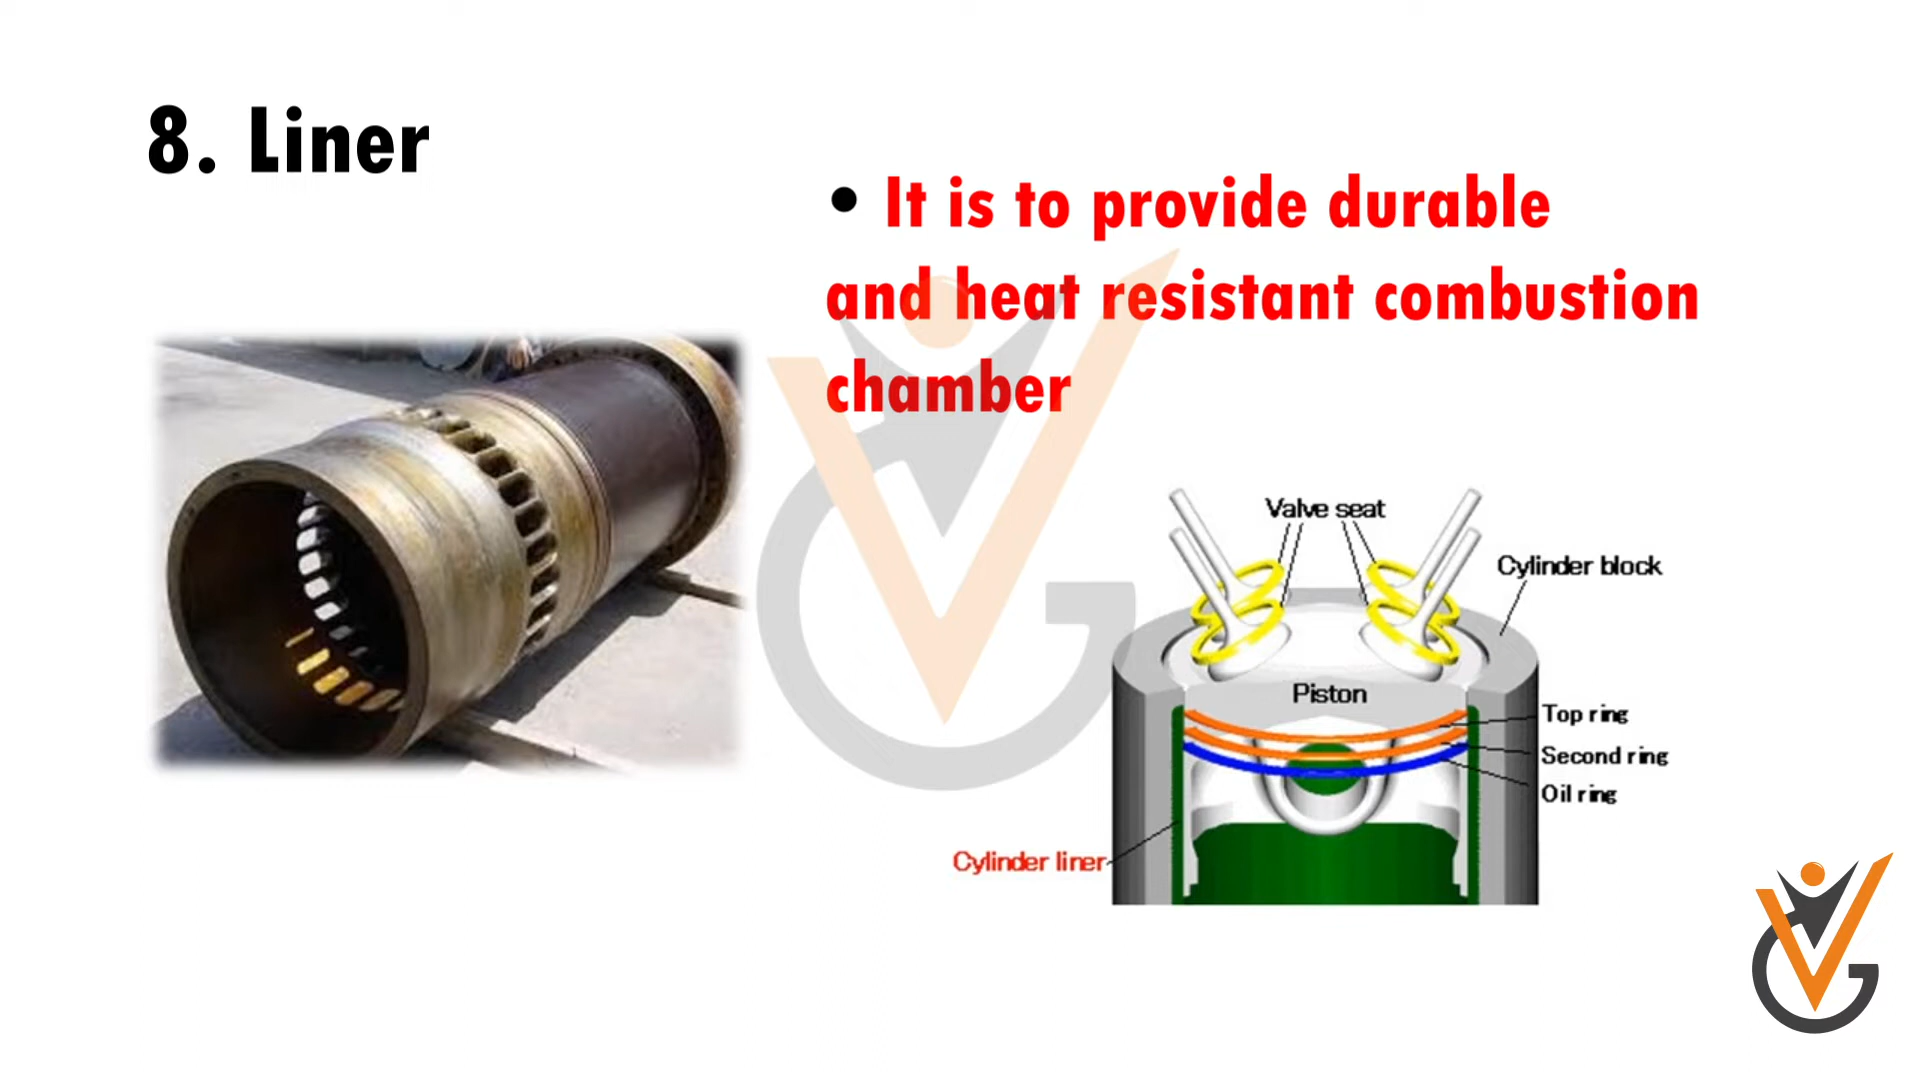 8. Liner
• It is to provide durable
and heat resistant combustion
chamber
Valve seat
Cylinder block
Piston
Top ring
Second ring
Oil ring
Cylinder liner